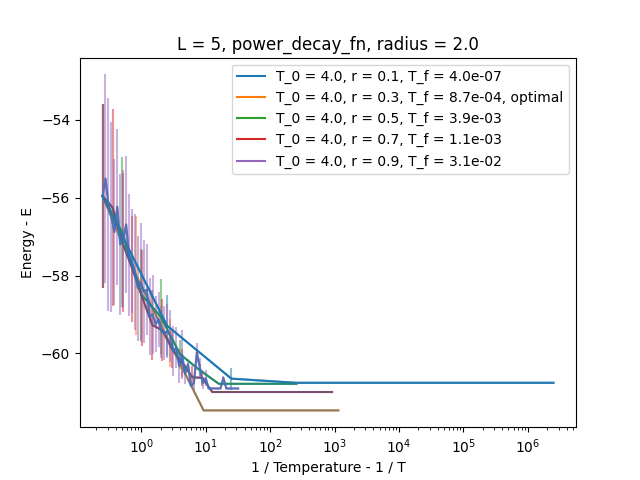 L = 5, power_decay_fn, radius = 2.0
T_0 = 4.0, r = 0.1, T_f = 4.0e-07
T_0 = 4.0, r = 0.3, T_f = 8.7e-04, optimal
T_0 = 4.0, r = 0.5, T_f = 3.9e-03
T_0 = 4.0, r = 0.7, T_f = 1.1e-03
T_0 = 4.0, r = 0.9, T_f = 3.1e-02
Energy - E
−54
−56
−58
−60
10⁰ 10¹ 10² 10³ 10⁴ 10⁵ 10⁶
1 / Temperature - 1 / T